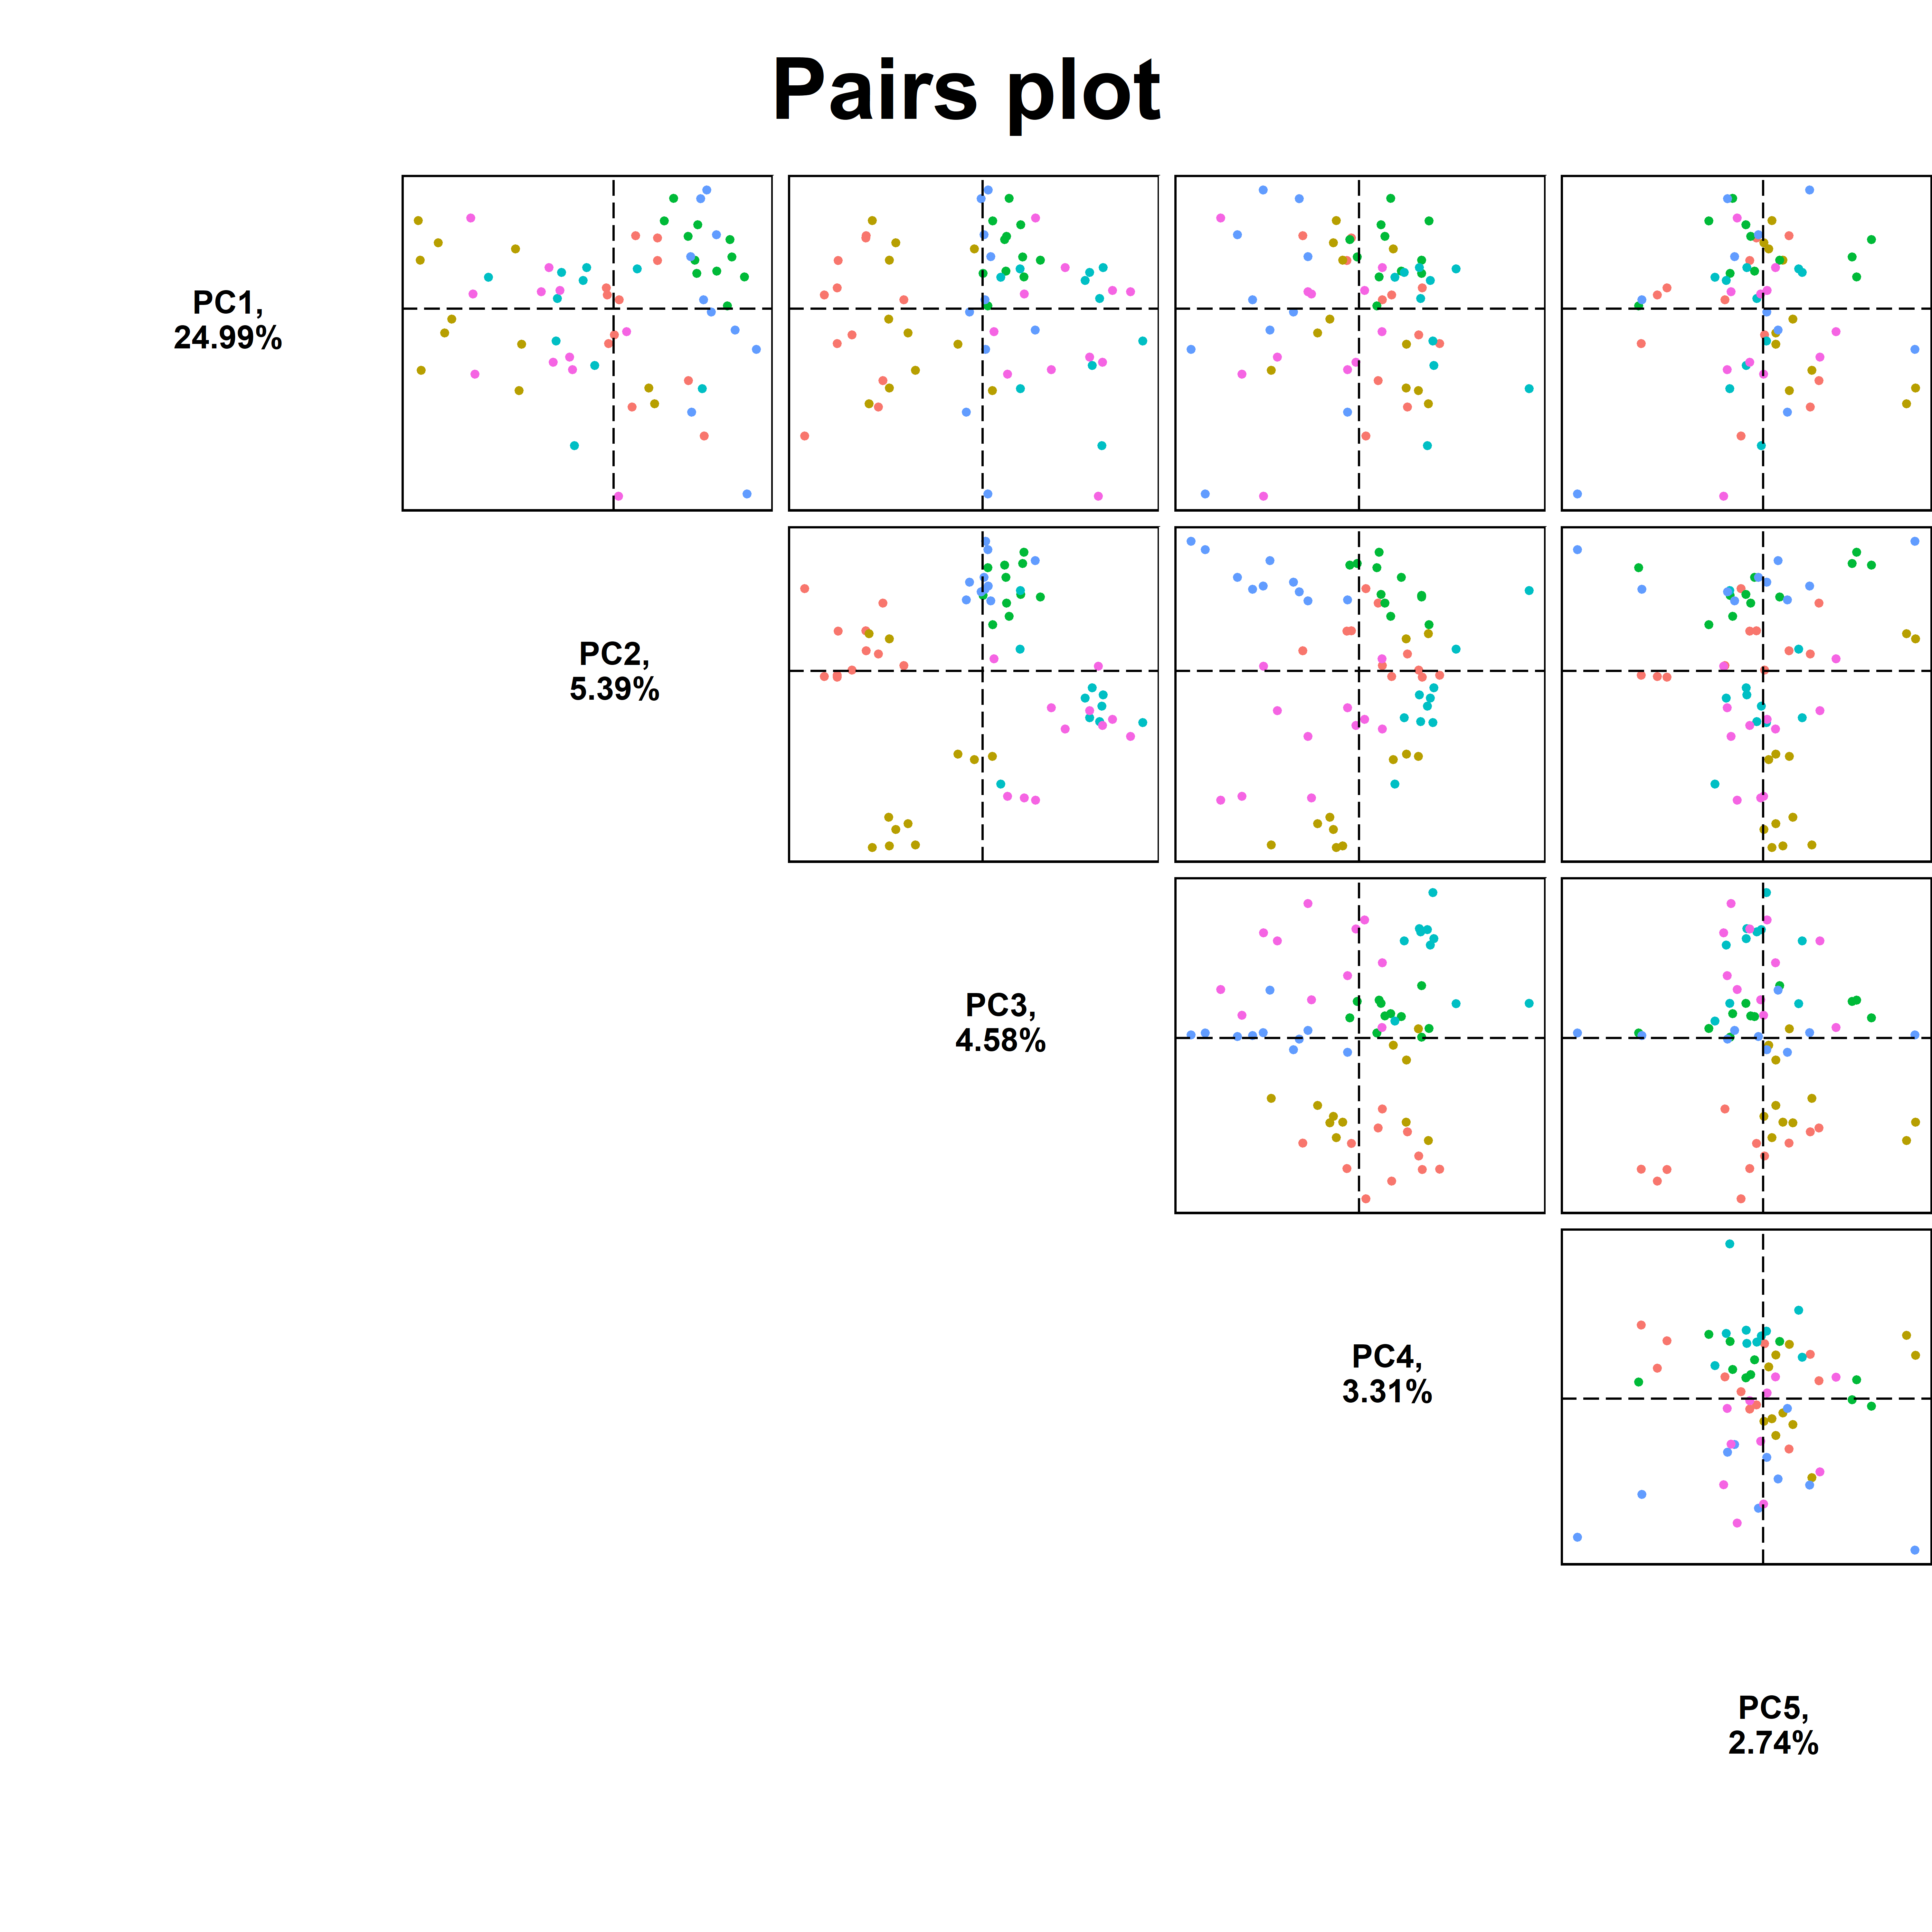 Pairs plot
PC1,
24.99%
PC2,
5.39%
PC3,
4.58%
PC4,
3.31%
PC5,
2.74%